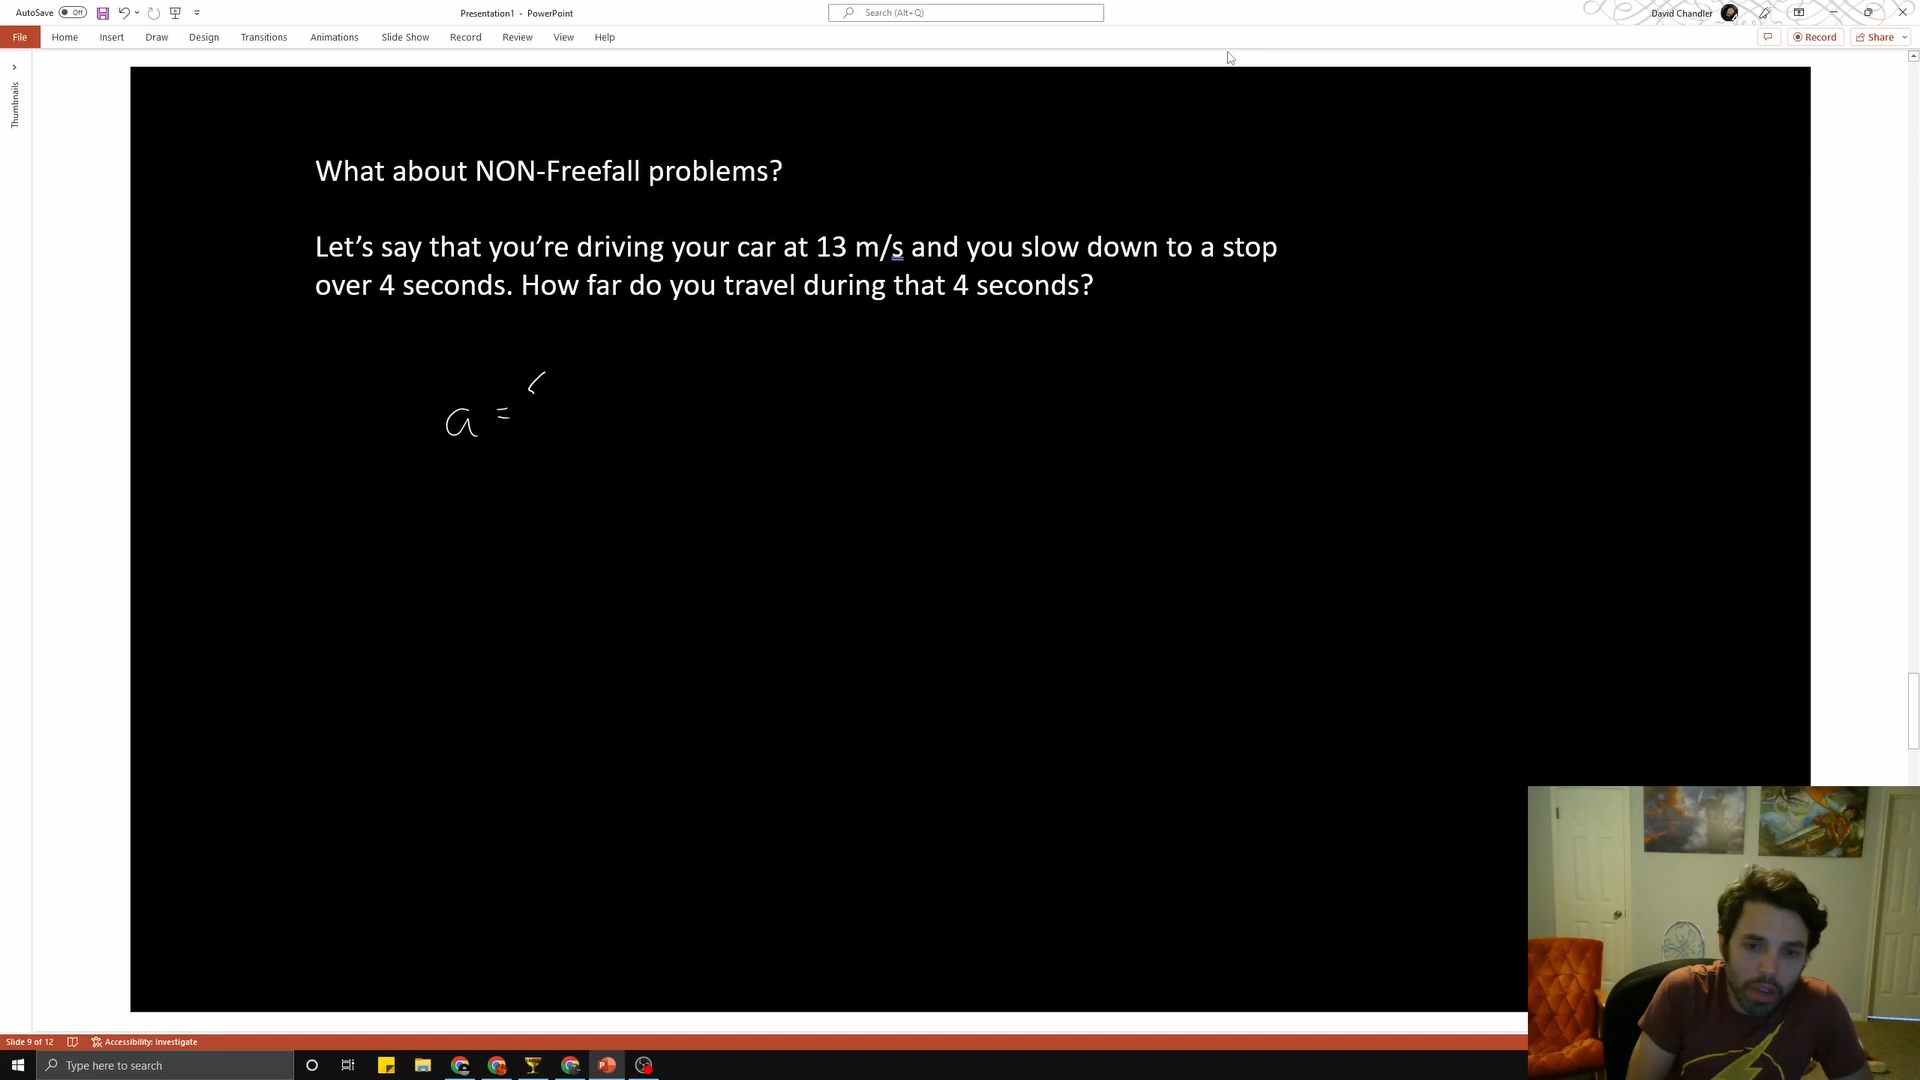 AutoSave Off
Presentation1 - PowerPoint
Search (Alt+Q)
David Chandler
File Home Insert Draw Design Transitions Animations Slide Show Record Review View Help
Record Share
Thumbnails
What about NON-Freefall problems?
Let’s say that you’re driving your car at 13 m/s and you slow down to a stop
over 4 seconds. How far do you travel during that 4 seconds?
a =
Slide 9 of 12 Accessibility: Investigate
Type here to search